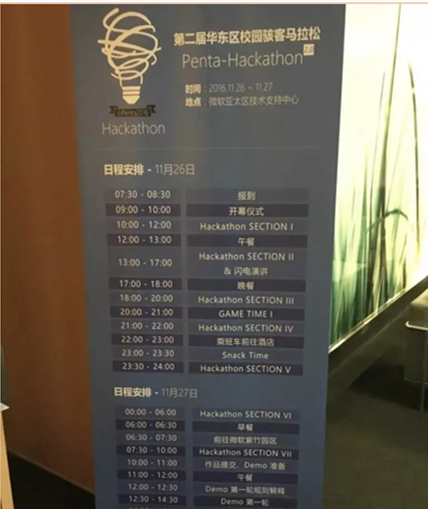 第二届华东区校园骇客马拉松
Penta-Hackathon 2.0
时间：2016.11.26 ~ 11.27
地点：微软亚太区技术支持中心
Hackathon
日程安排 - 11月26日
07:30 - 08:30 报到
09:00 - 10:00 开幕仪式
10:00 - 12:00 Hackathon SECTION I
12:00 - 13:00 午餐
13:00 - 17:00 Hackathon SECTION II
& 闪电演讲
17:00 - 18:00 晚餐
18:00 - 20:00 Hackathon SECTION III
20:00 - 21:00 GAME TIME I
21:00 - 22:00 Hackathon SECTION IV
22:00 - 23:00 乘班车前往酒店
23:00 - 23:30 Snack Time
23:30 - 24:00 Hackathon SECTION V
日程安排 - 11月27日
00:00 - 06:00 Hackathon SECTION VI
06:00 - 06:30 早餐
06:30 - 07:30 前往微软紫竹园区
07:30 - 10:00 Hackathon SECTION VII
10:00 - 11:00 作品提交、Demo 准备
11:00 - 12:00 午餐
12:00 - 12:30 Demo 第一轮规则解释
12:30 - 14:30 Demo 第一轮